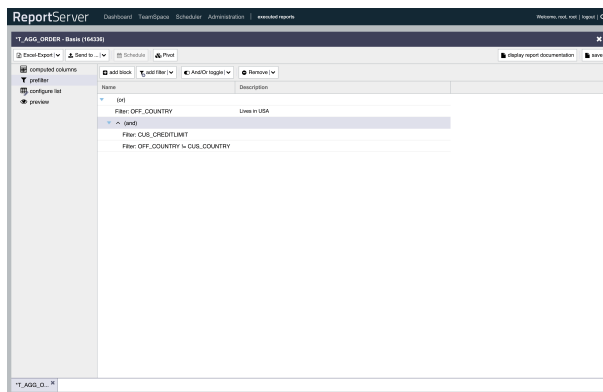 ReportServer Dashboard TeamSpace Scheduler Administration | executed reports Welcome, root, root | logout |
*T_AGG_ORDER - Basis (164336)
Excel-Export Send to ... Schedule Pivot display report documentation save
computed columns
prefilter
configure list
preview
add block add filter And/Or toggle Remove
Name Description
(or)
Filter: OFF_COUNTRY Lives in USA
(and)
Filter: CUS_CREDITLIMIT
Filter: OFF_COUNTRY != CUS_COUNTRY
*T_AGG_O...